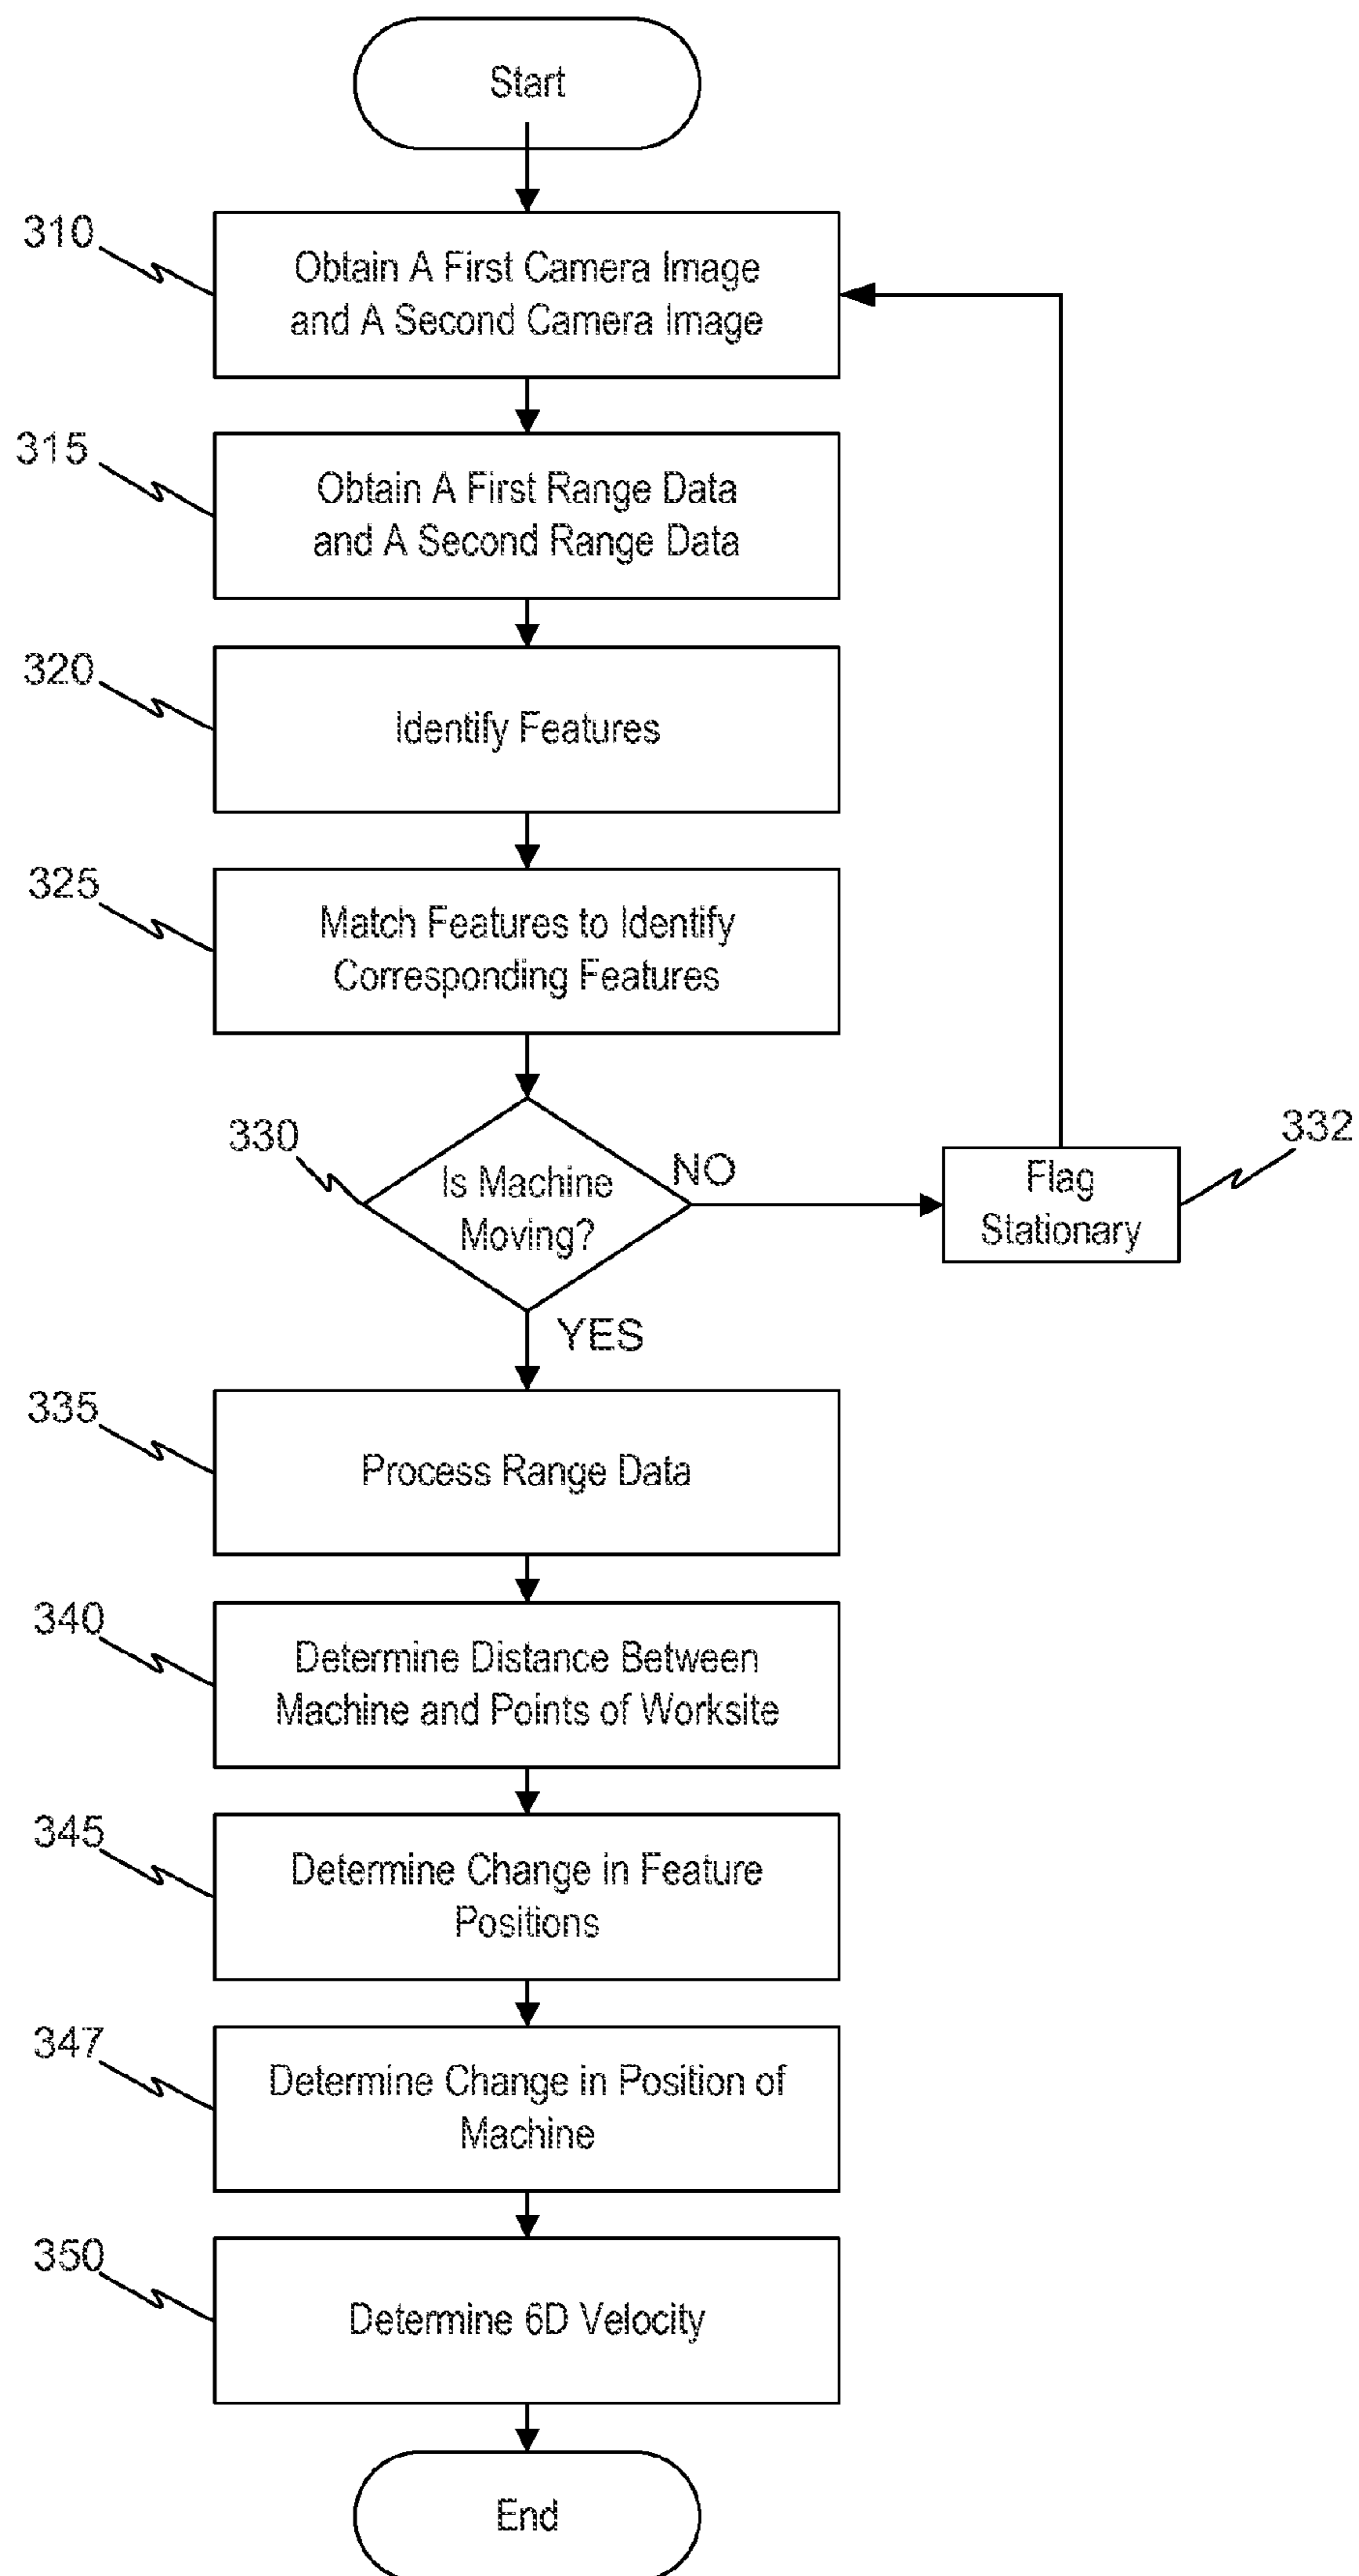 Start
310
Obtain A First Camera Image
and A Second Camera Image
315
Obtain A First Range Data
and A Second Range Data
320
Identify Features
325
Match Features to Identify
Corresponding Features
330
Is Machine
Moving?
NO
Flag
Stationary
332
YES
335
Process Range Data
340
Determine Distance Between
Machine and Points of Worksite
345
Determine Change in Feature
Positions
347
Determine Change in Position of
Machine
350
Determine 6D Velocity
End